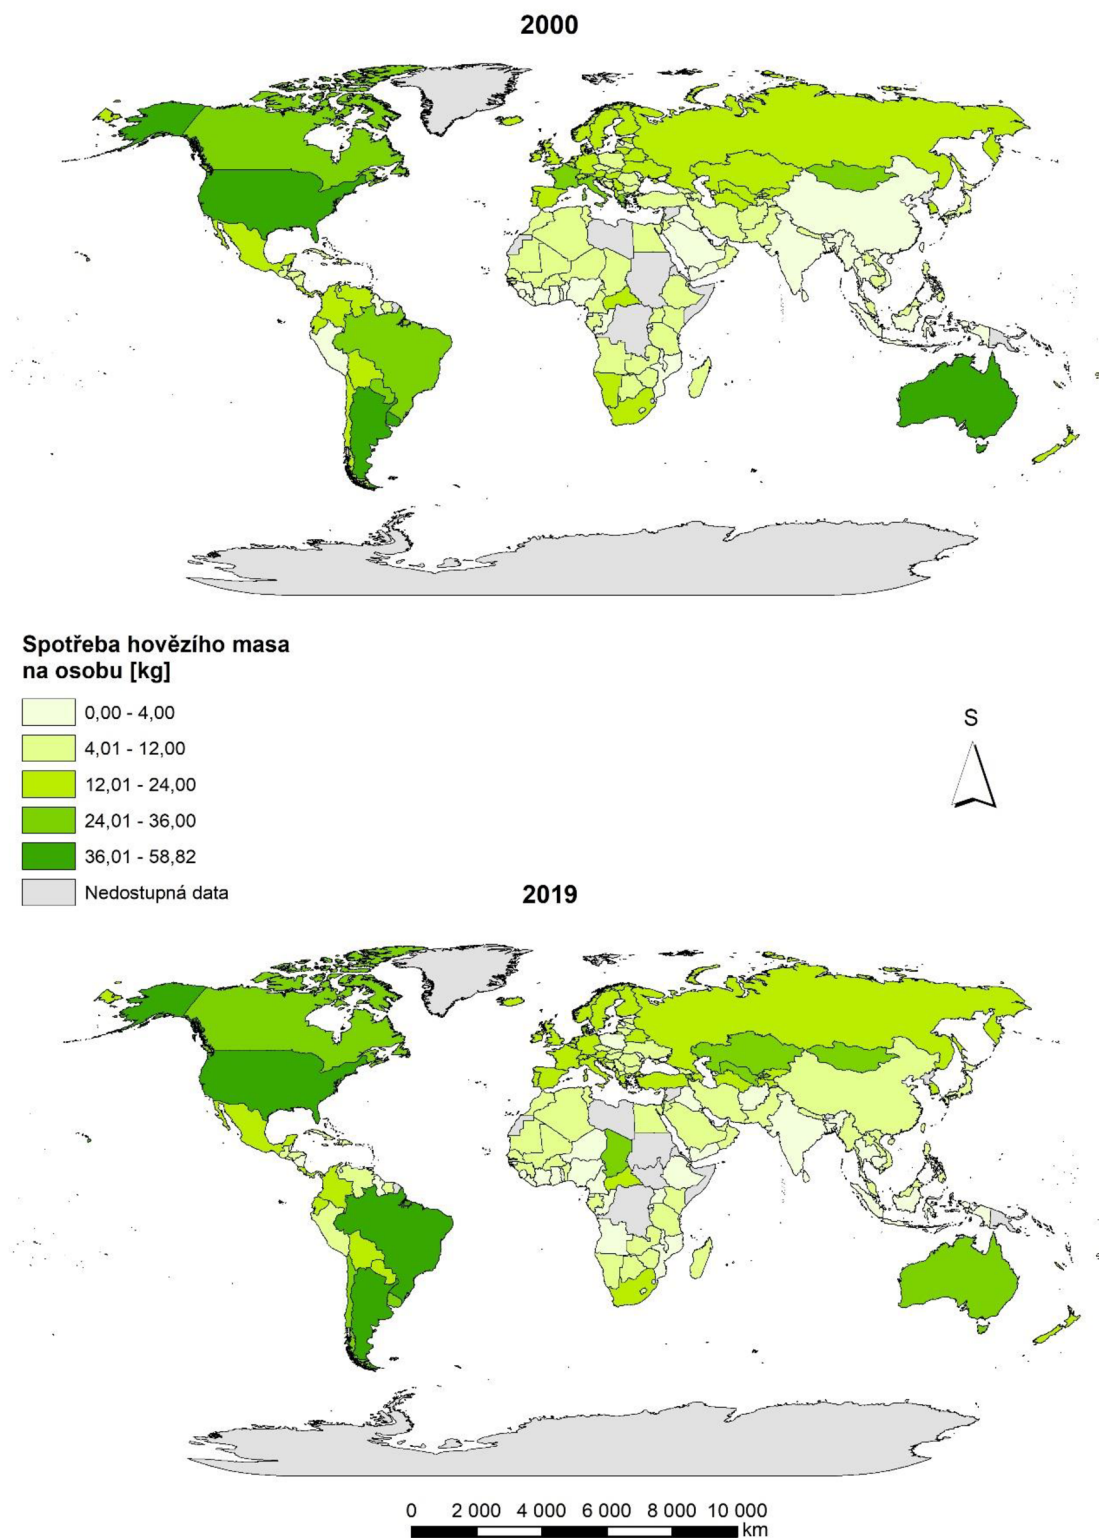 2000
Spotřeba hovězího masa
na osobu [kg]
0,00 - 4,00
4,01 - 12,00
12,01 - 24,00
24,01 - 36,00
36,01 - 58,82
Nedostupná data
S
2019
0 2 000 4 000 6 000 8 000 10 000
km